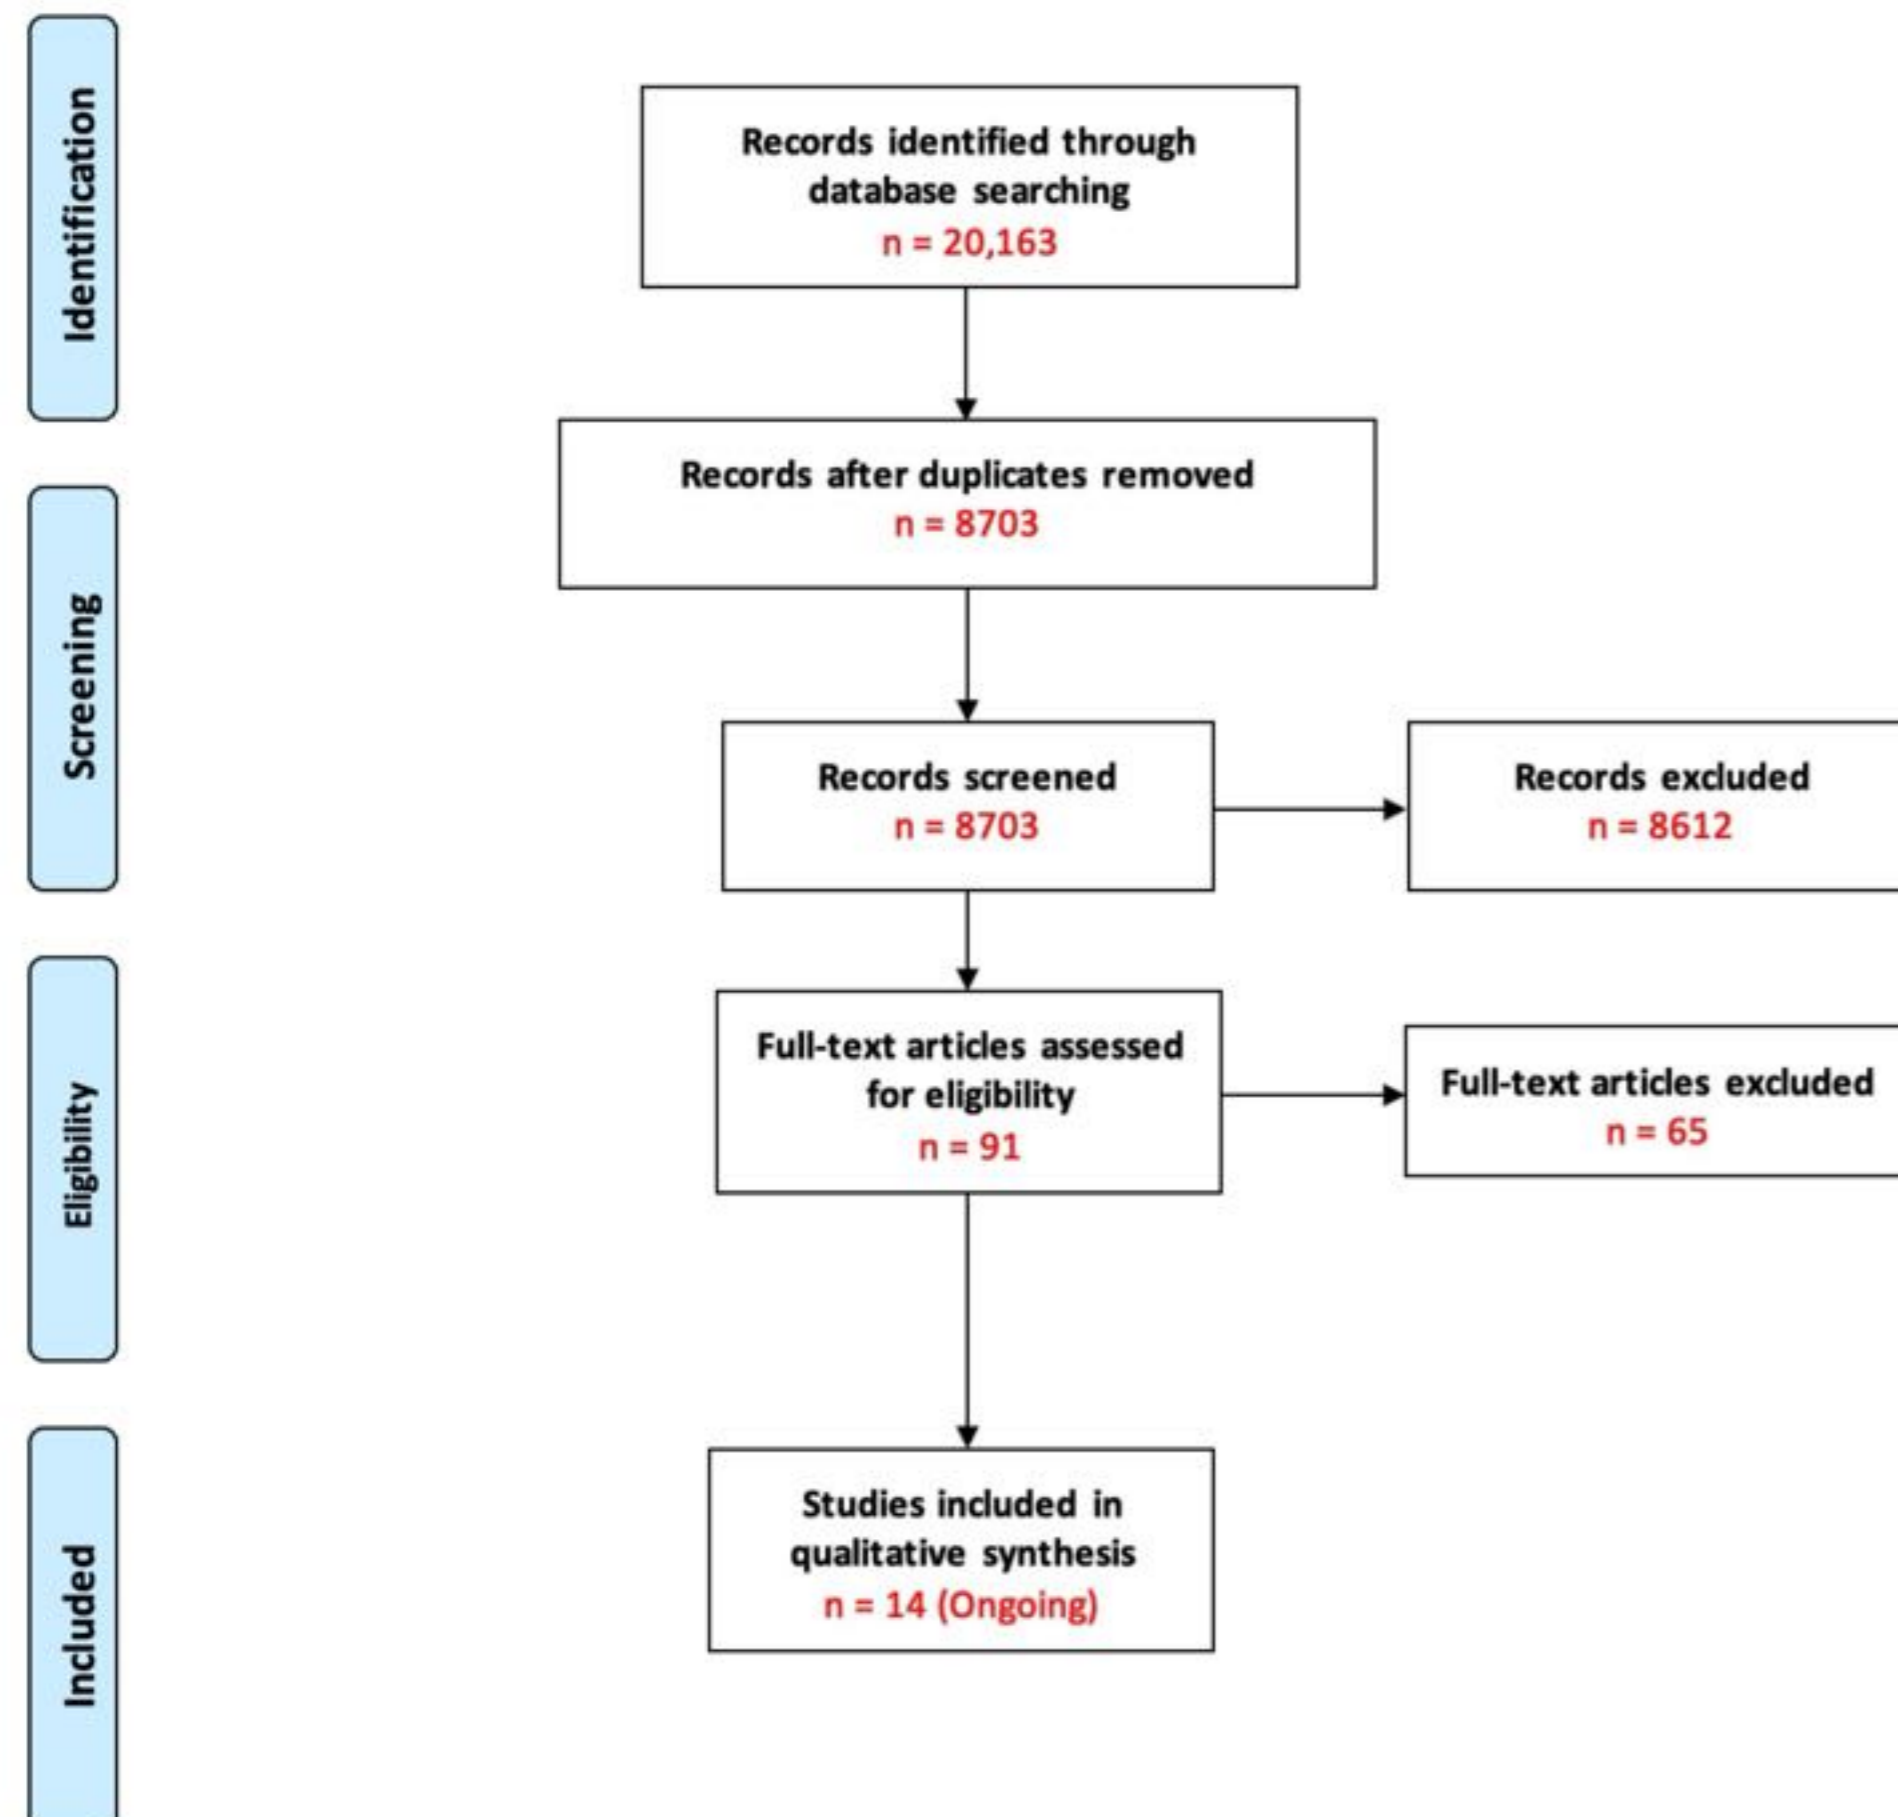 Identification
Records identified through
database searching
n = 20,163
Records after duplicates removed
n = 8703
Screening
Records screened
n = 8703
Records excluded
n = 8612
Eligibility
Full-text articles assessed
for eligibility
n = 91
Full-text articles excluded
n = 65
Included
Studies included in
qualitative synthesis
n = 14 (Ongoing)